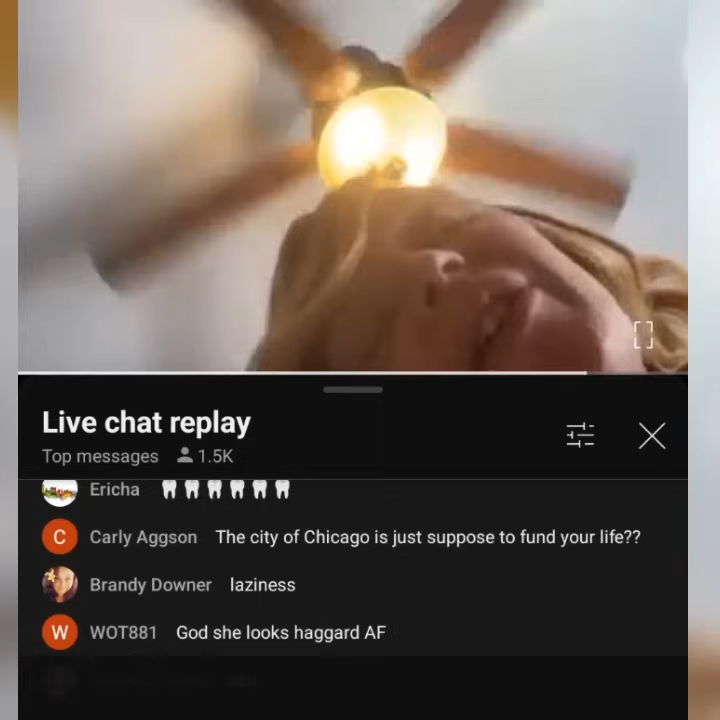 Live chat replay
Top messages 1.5K
Ericha 🦷🦷🦷🦷🦷🦷
C Carly Aggson The city of Chicago is just suppose to fund your life??
Brandy Downer laziness
W WOT881 God she looks haggard AF